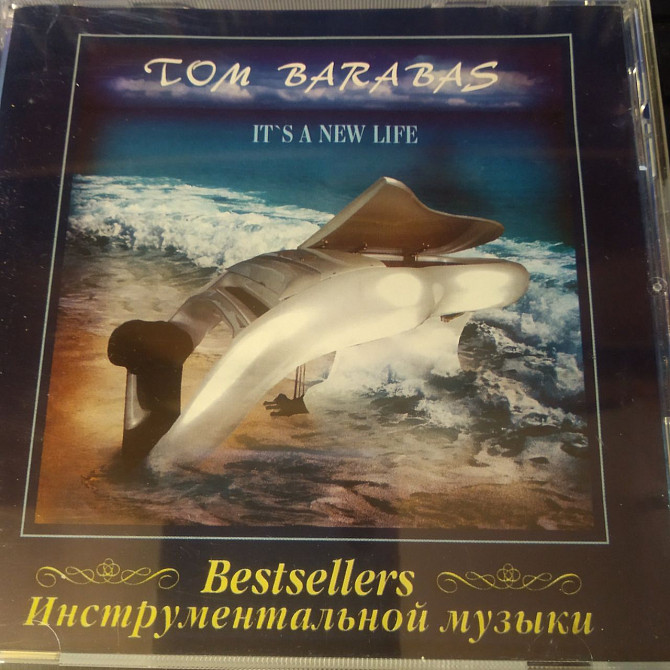 TOM BARABAS
IT`S A NEW LIFE
Bestsellers
Инструментальной музыки